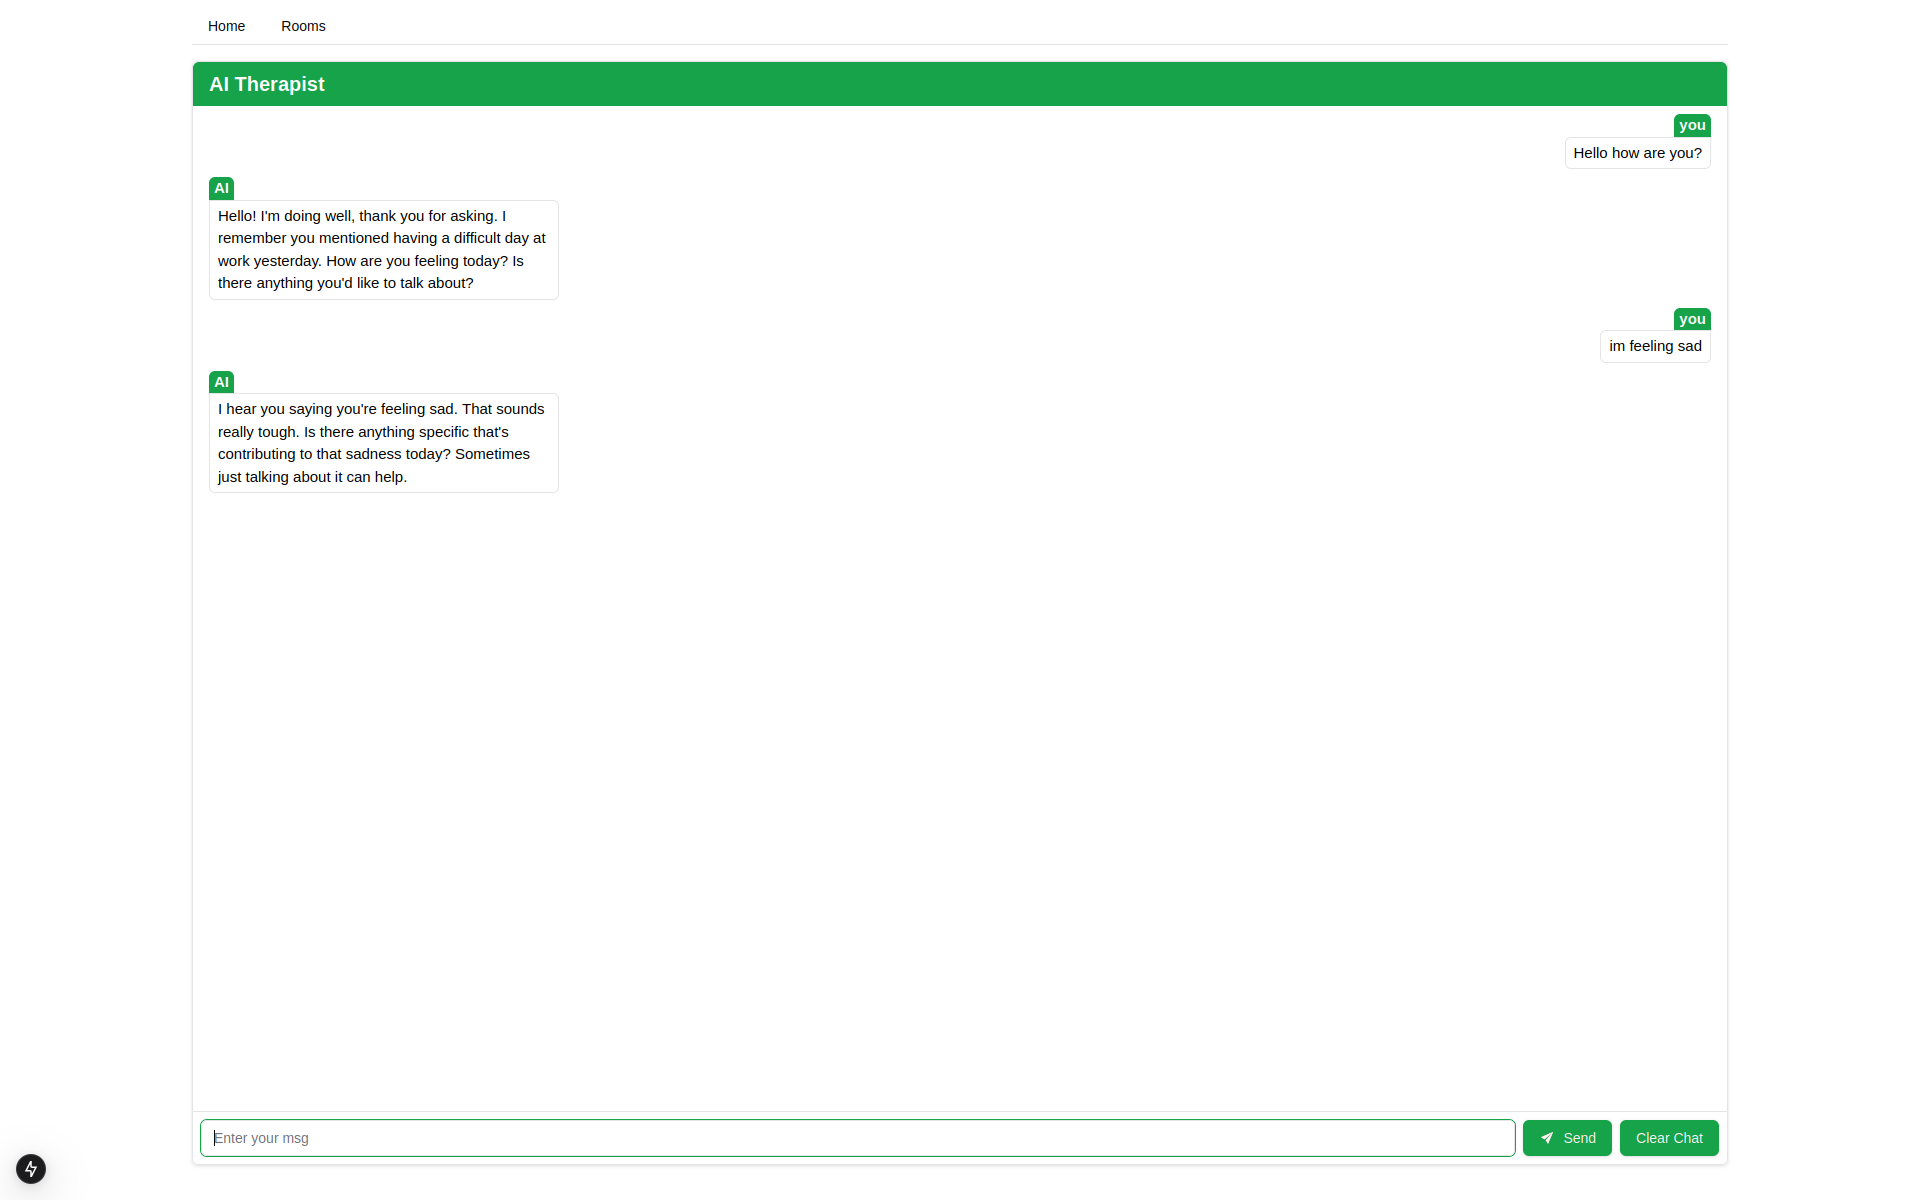 Home Rooms
AI Therapist
you
Hello how are you?
AI
Hello! I'm doing well, thank you for asking. I
remember you mentioned having a difficult day at
work yesterday. How are you feeling today? Is
there anything you'd like to talk about?
you
im feeling sad
AI
I hear you saying you're feeling sad. That sounds
really tough. Is there anything specific that's
contributing to that sadness today? Sometimes
just talking about it can help.
Enter your msg Send Clear Chat